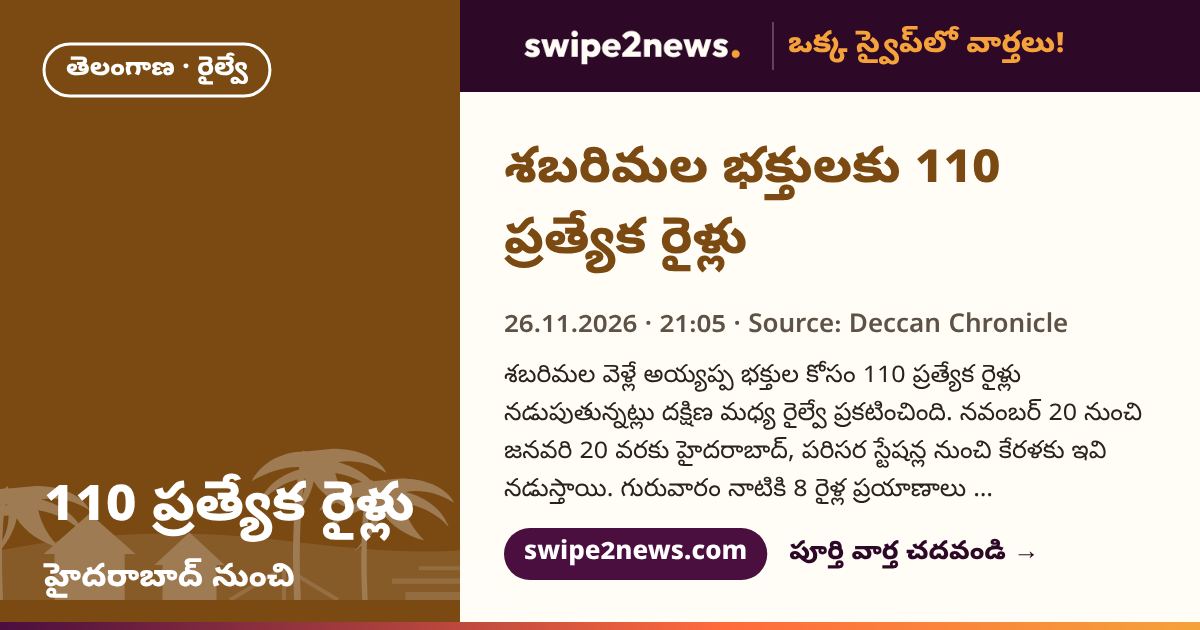 తెలంగాణ · రైల్వే
110 ప్రత్యేక రైళ్లు
హైదరాబాద్ నుంచి
swipe2news.
ఒక్క స్వైప్‌లో వార్తలు!
శబరిమల భక్తులకు 110
ప్రత్యేక రైళ్లు
26.11.2026 · 21:05 · Source: Deccan Chronicle
శబరిమల వెళ్లే అయ్యప్ప భక్తుల కోసం 110 ప్రత్యేక రైళ్లు
నడుపుతున్నట్లు దక్షిణ మధ్య రైల్వే ప్రకటించింది. నవంబర్ 20 నుంచి
జనవరి 20 వరకు హైదరాబాద్, పరిసర స్టేషన్ల నుంచి కేరళకు ఇవి
నడుస్తాయి. గురువారం నాటికి 8 రైళ్ల ప్రయాణాలు ...
swipe2news.com
పూర్తి వార్త చదవండి →